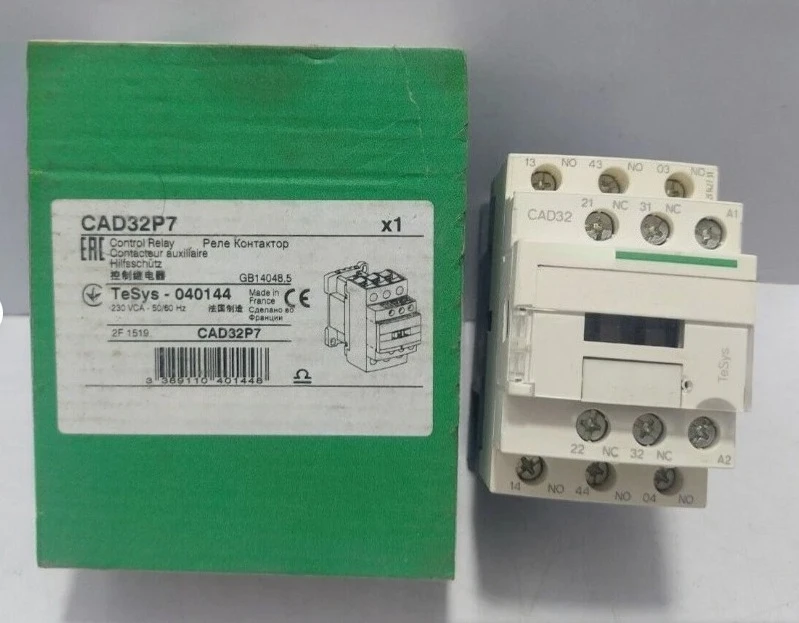 CAD32P7 x1
EAC Control Relay Реле Контактор
Contacteur auxiliaire
Hilfsschütz
控制继电器 GB14048.5
TeSys - 040144 Made in France CE
230 VCA - 50/60 Hz 法国制造 Сделано во Франции
2F 1519 CAD32P7
3 389110 401448
13 NO 43 NO 03 NO
CAD32 21 NC 31 NC A1
TeSys
22 NC 32 NC A2
14 NO 44 NO 04 NO